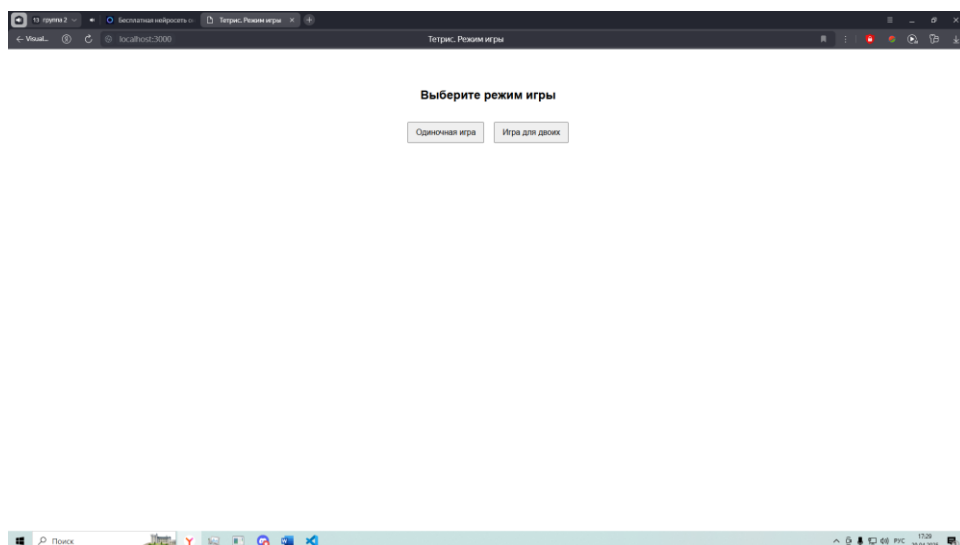 13 группа 2
Бесплатная нейросеть
Тетрис. Режим игры
← Visual...
localhost:3000
Тетрис. Режим игры
Выберите режим игры
Одиночная игра
Игра для двоих
Поиск
РУС
17:29